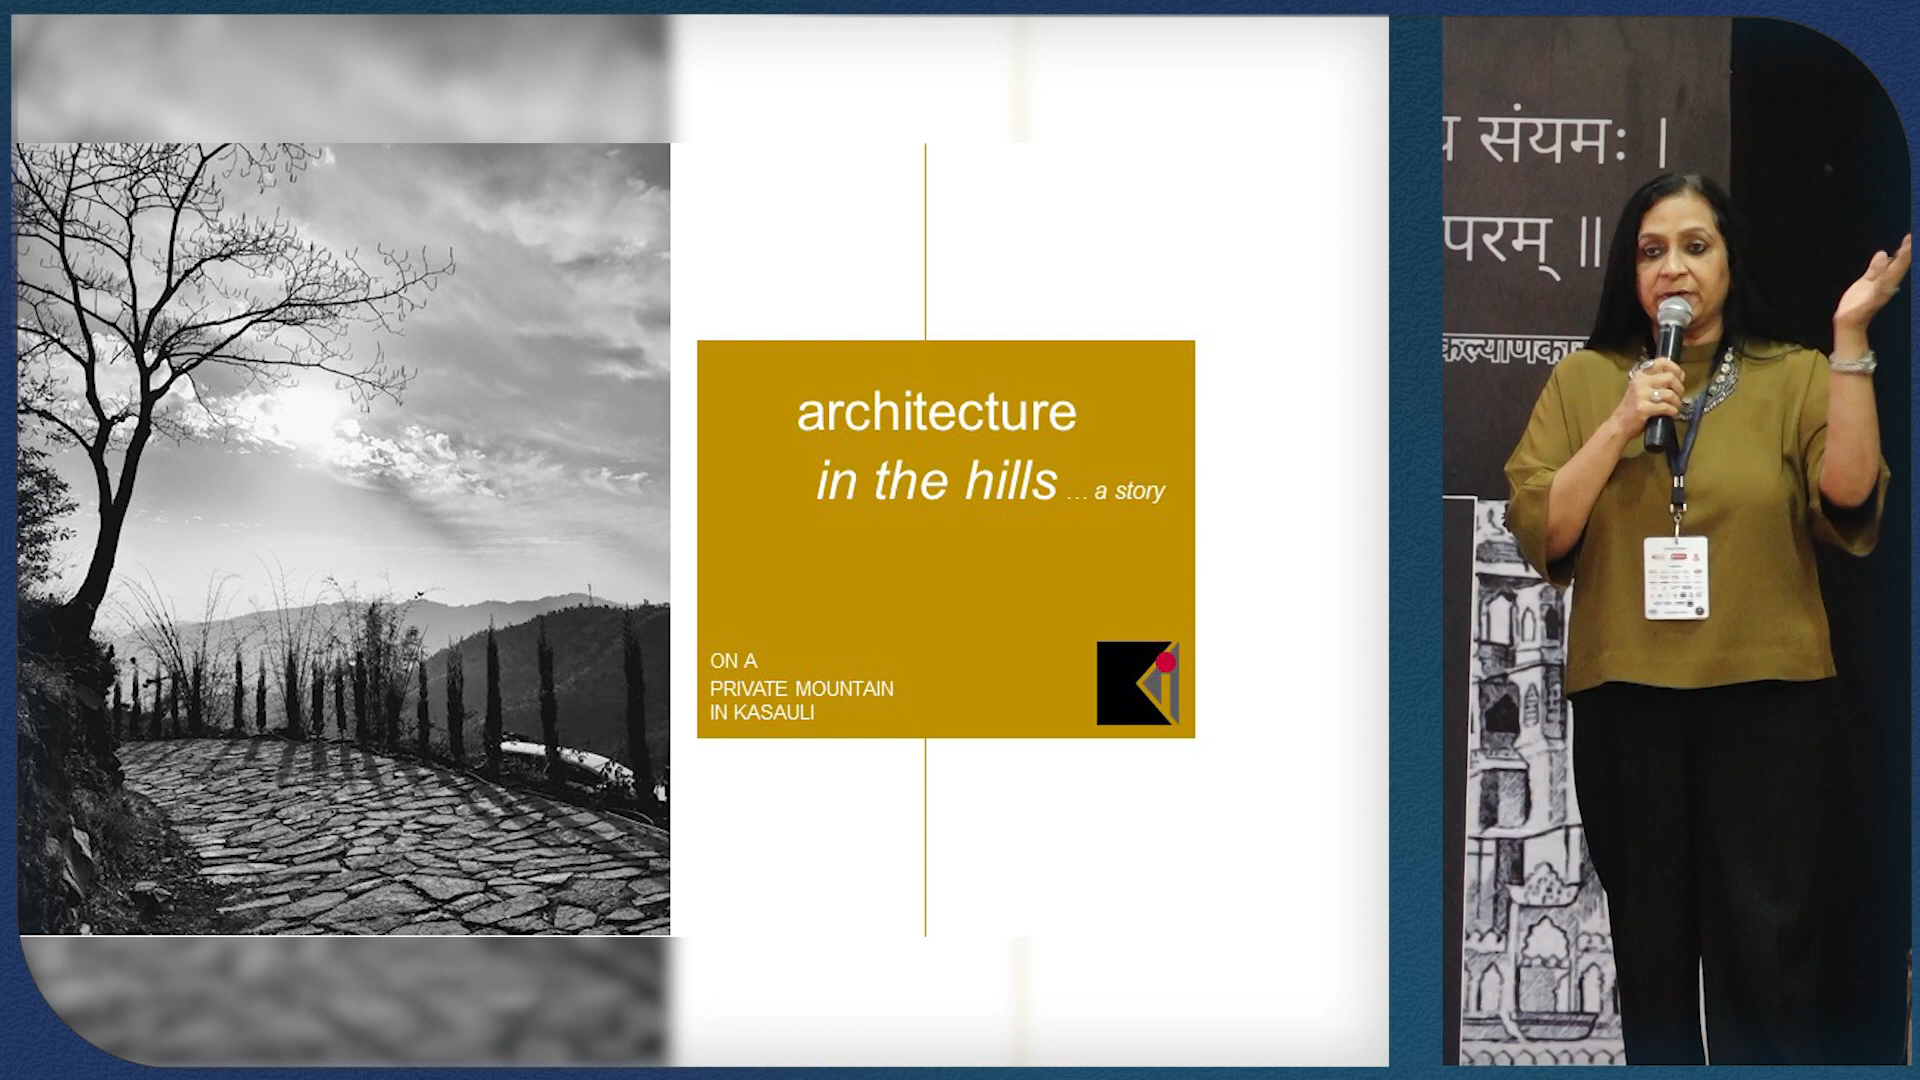 architecture
in the hills ... a story
ON A
PRIVATE MOUNTAIN
IN KASAULI
संयमः ।
परम् ॥